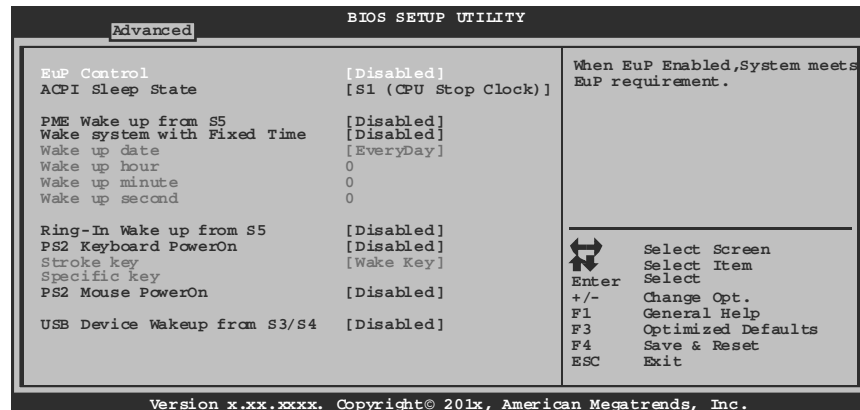 BIOS SETUP UTILITY
Advanced
EuP Control [Disabled]
ACPI Sleep State [S1 (CPU Stop Clock)]
PME Wake up from S5 [Disabled]
Wake system with Fixed Time [Disabled]
Wake up date [EveryDay]
Wake up hour 0
Wake up minute 0
Wake up second 0
Ring-In Wake up from S5 [Disabled]
PS2 Keyboard PowerOn [Disabled]
Stroke key [Wake Key]
Specific key
PS2 Mouse PowerOn [Disabled]
USB Device Wakeup from S3/S4 [Disabled]
When EuP Enabled,System meets
EuP requirement.
Select Screen
Select Item
Enter Select
+/- Change Opt.
F1 General Help
F3 Optimized Defaults
F4 Save & Reset
ESC Exit
Version x.xx.xxxx. Copyright© 201x, American Megatrends, Inc.